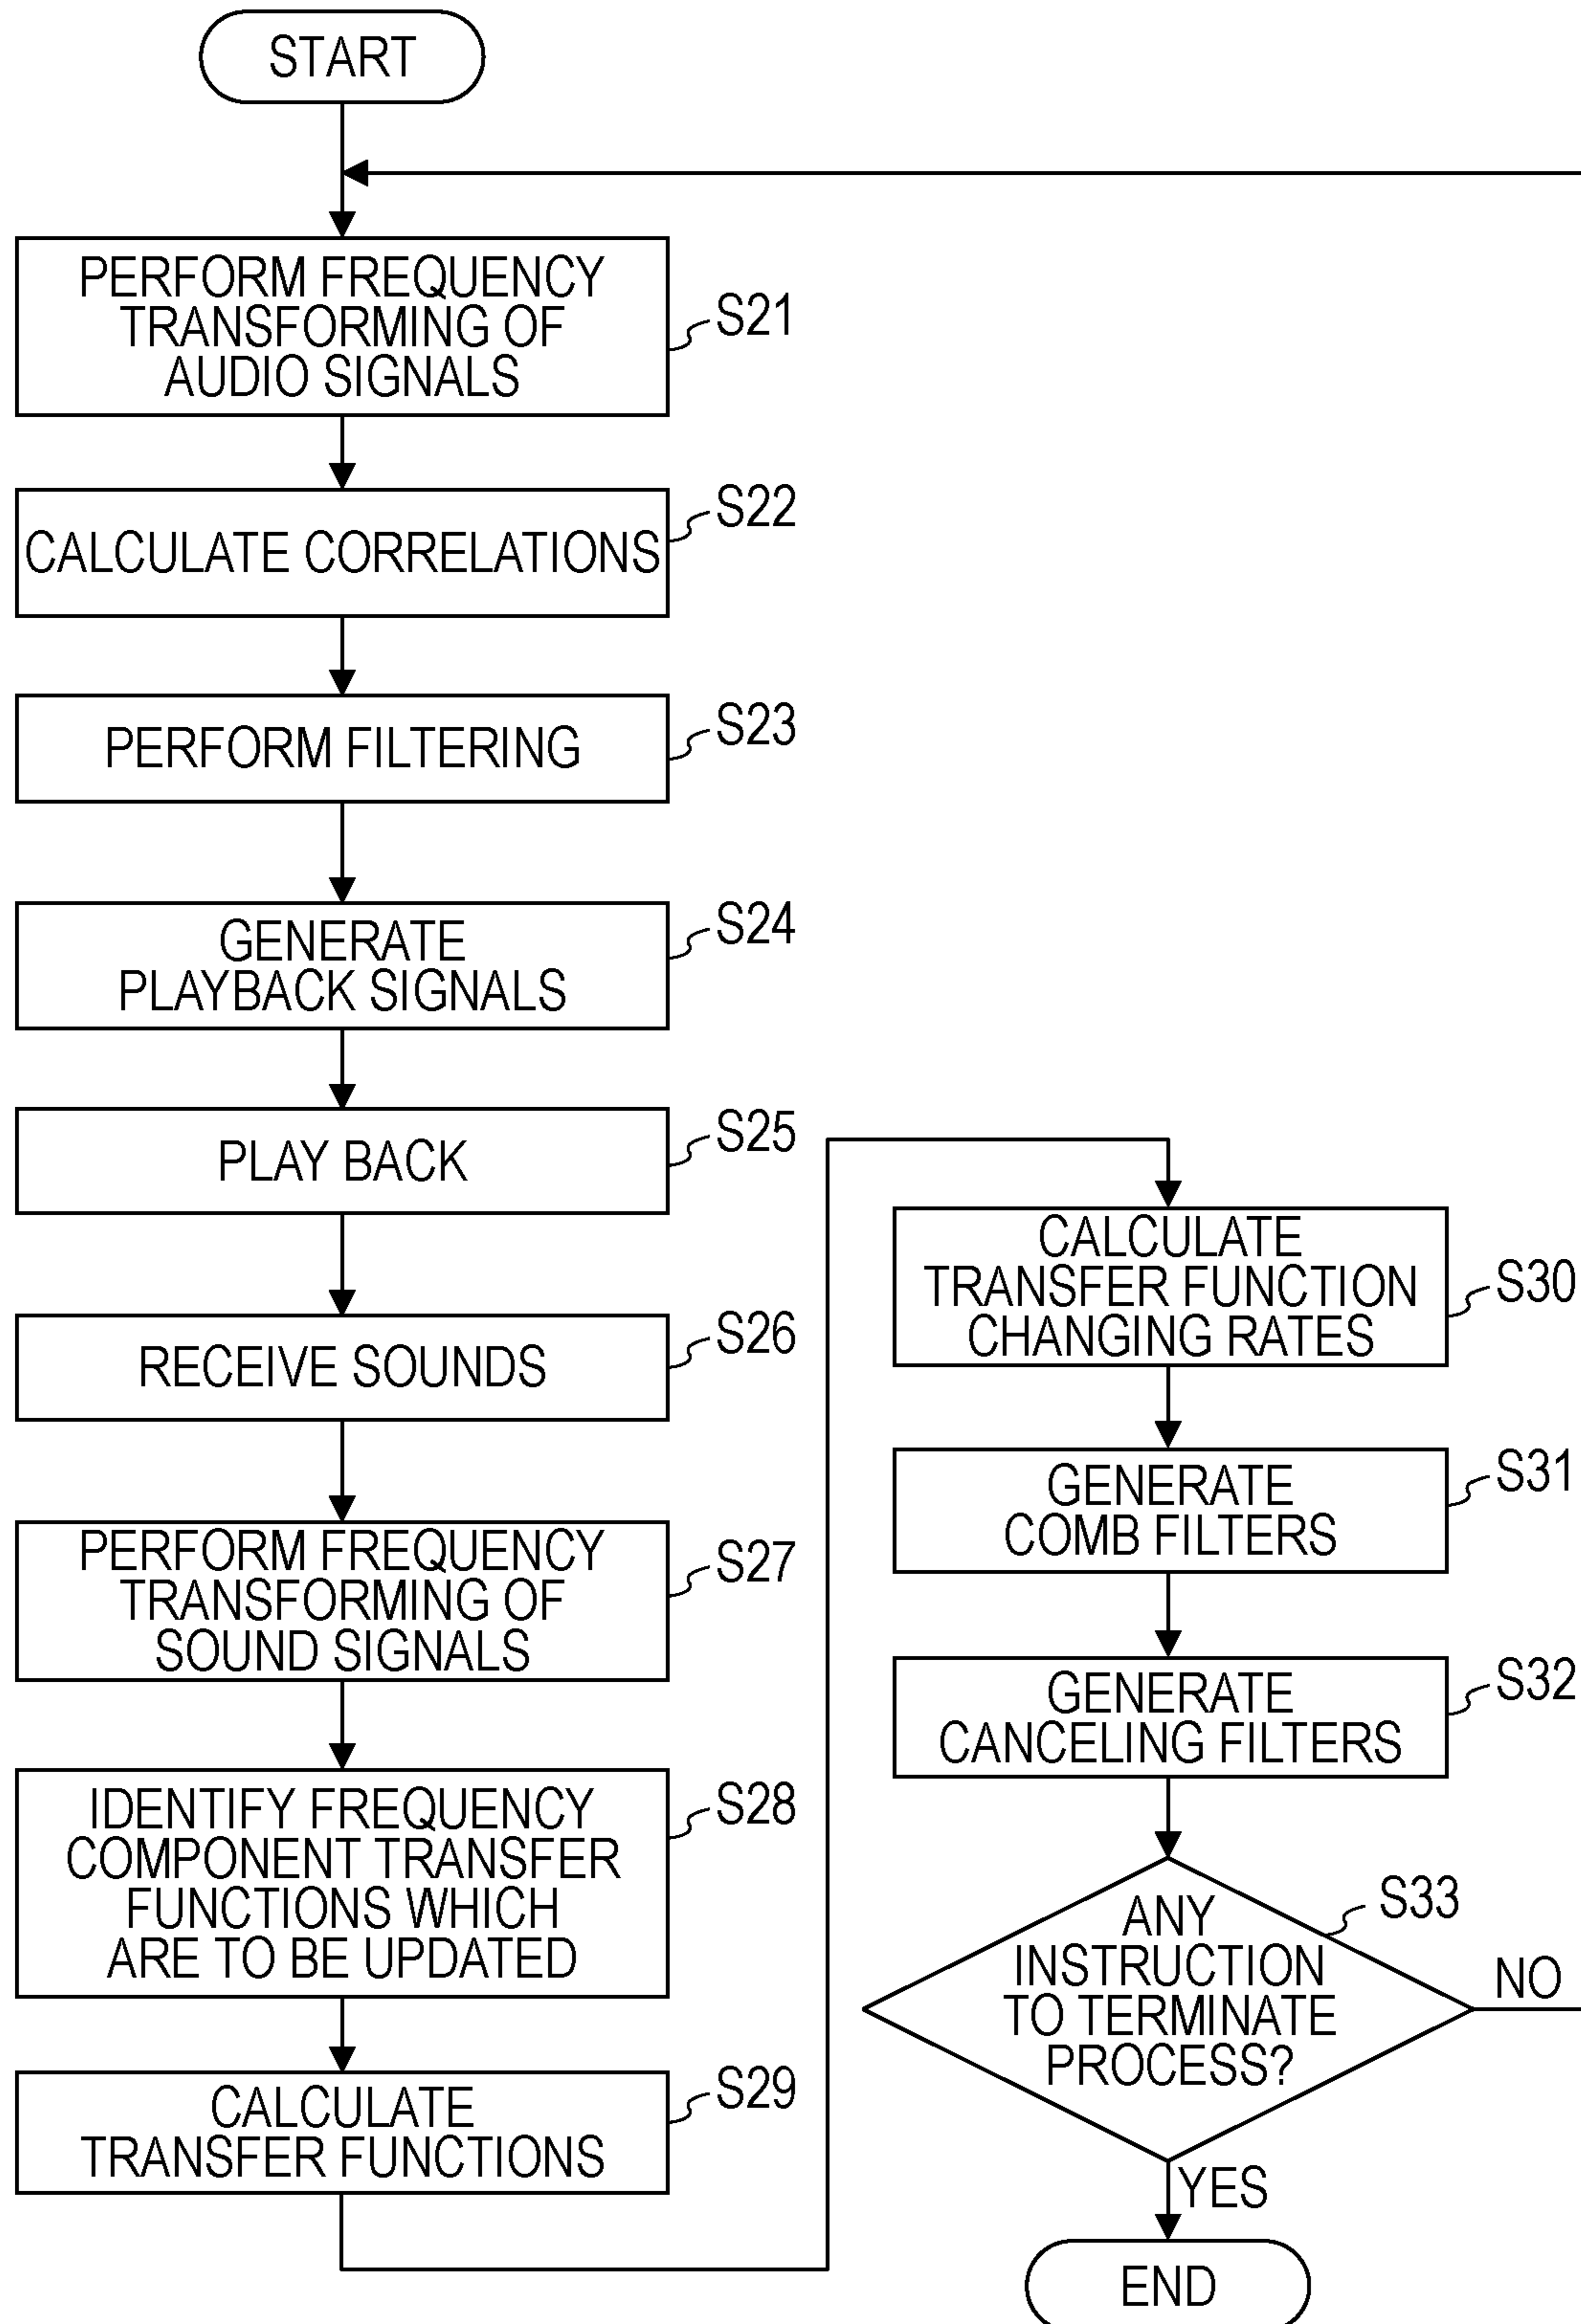 START
PERFORM FREQUENCY
TRANSFORMING OF
AUDIO SIGNALS
S21
CALCULATE CORRELATIONS
S22
PERFORM FILTERING
S23
GENERATE
PLAYBACK SIGNALS
S24
PLAY BACK
S25
RECEIVE SOUNDS
S26
PERFORM FREQUENCY
TRANSFORMING OF
SOUND SIGNALS
S27
IDENTIFY FREQUENCY
COMPONENT TRANSFER
FUNCTIONS WHICH
ARE TO BE UPDATED
S28
CALCULATE
TRANSFER FUNCTIONS
S29
CALCULATE
TRANSFER FUNCTION
CHANGING RATES
S30
GENERATE
COMB FILTERS
S31
GENERATE
CANCELING FILTERS
S32
ANY
INSTRUCTION
TO TERMINATE
PROCESS?
S33
NO
YES
END